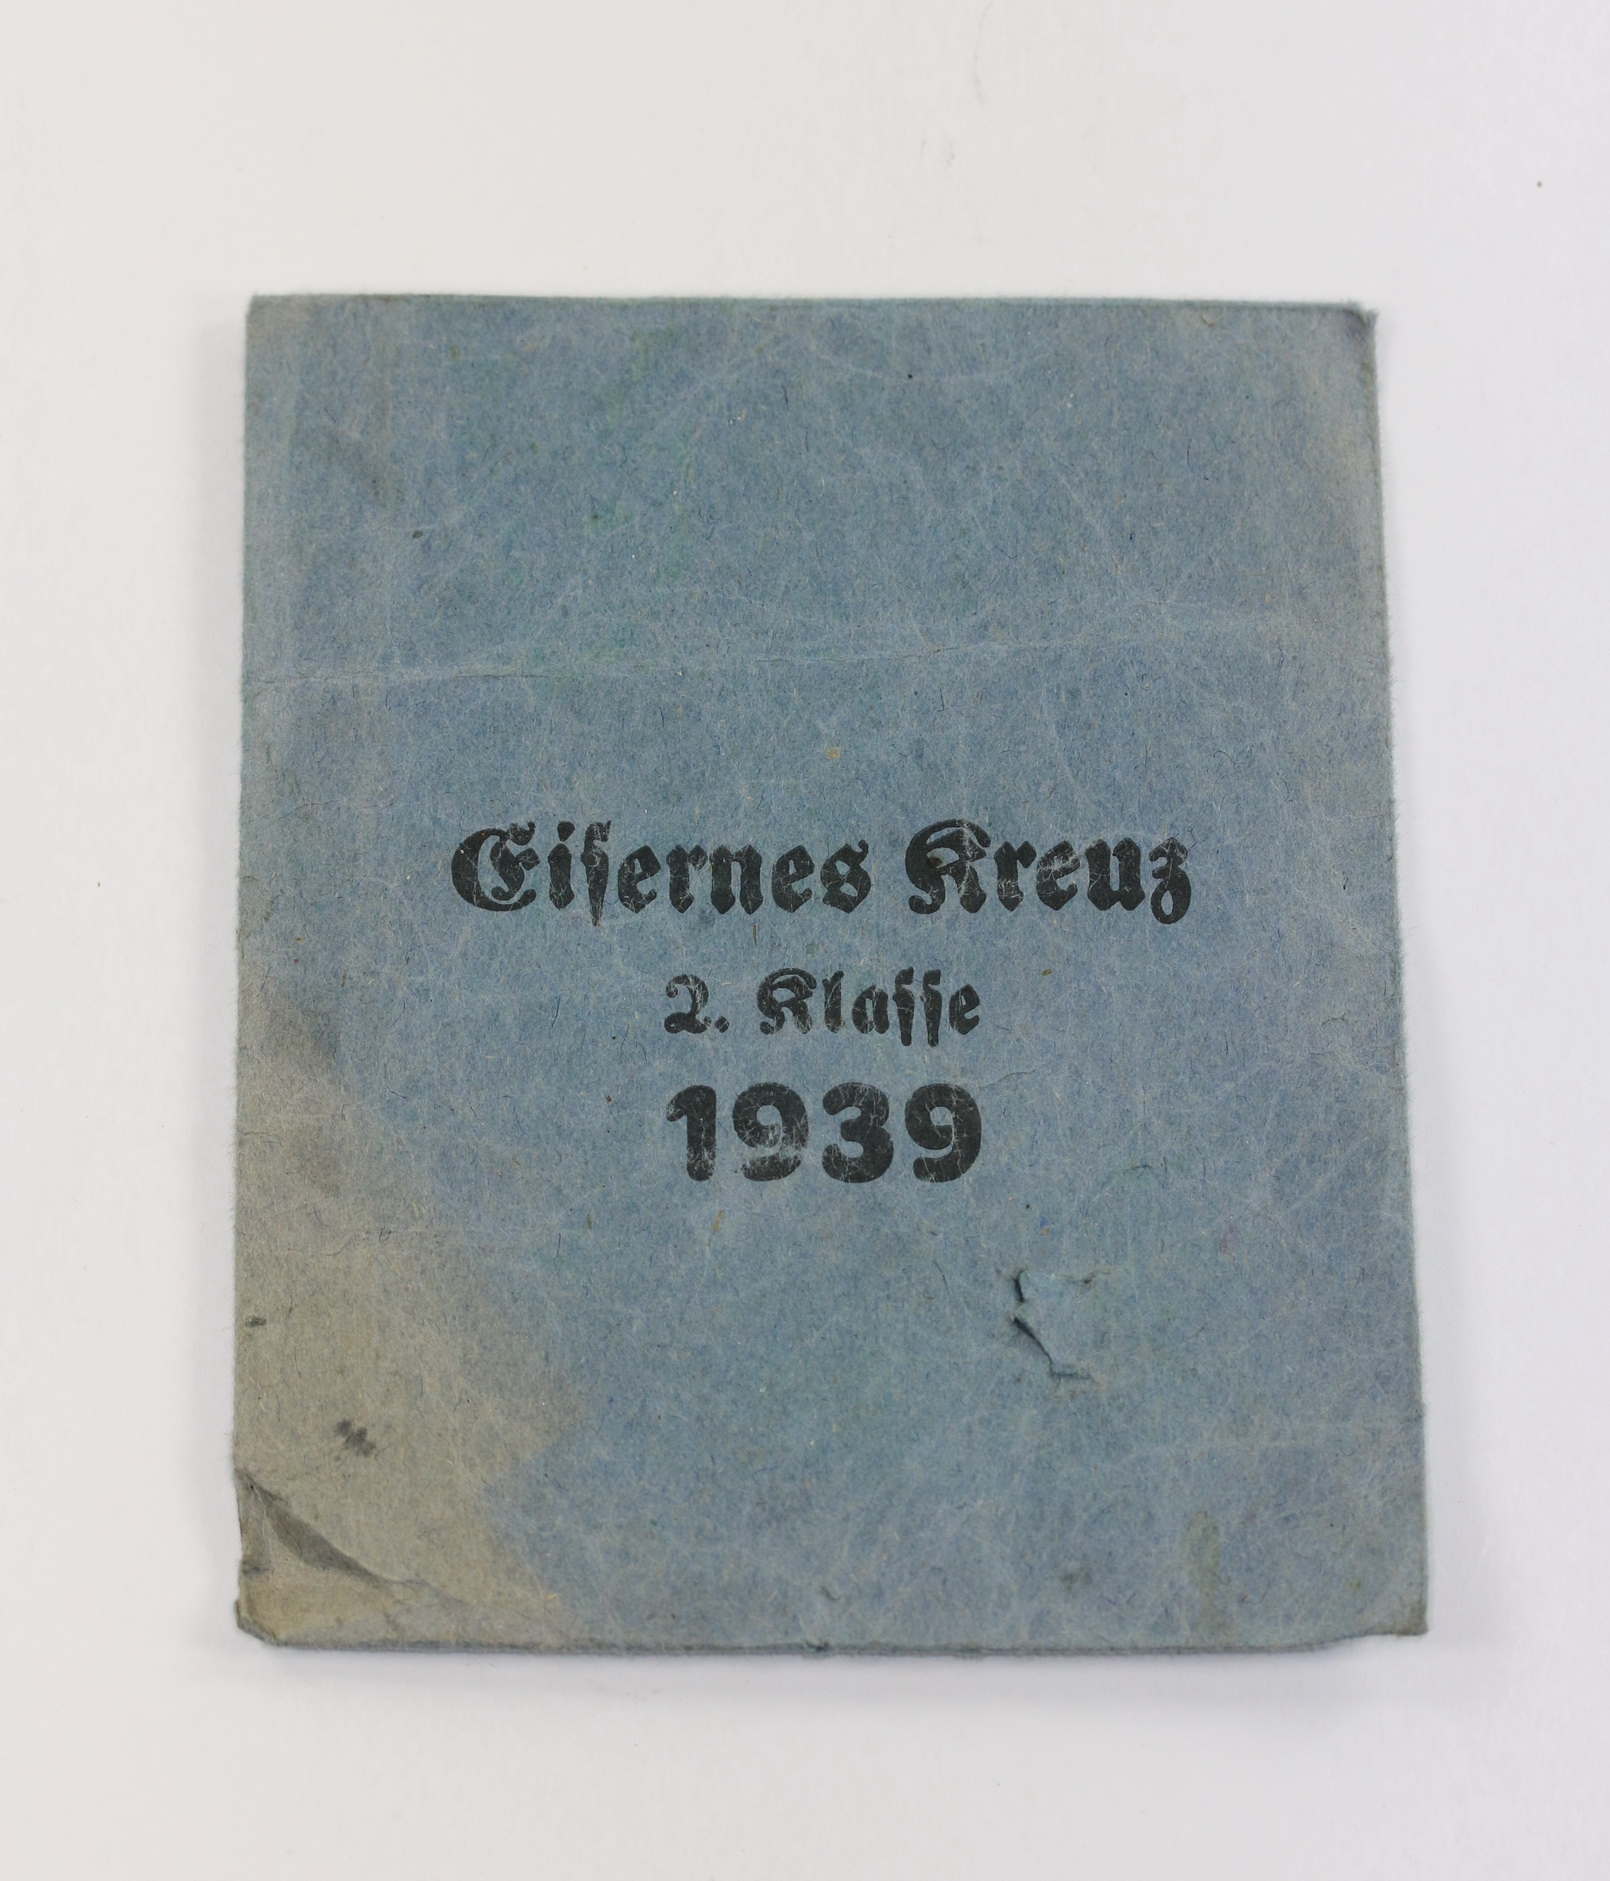 Eiſernes Kreuz
2. Klaſſe
1939